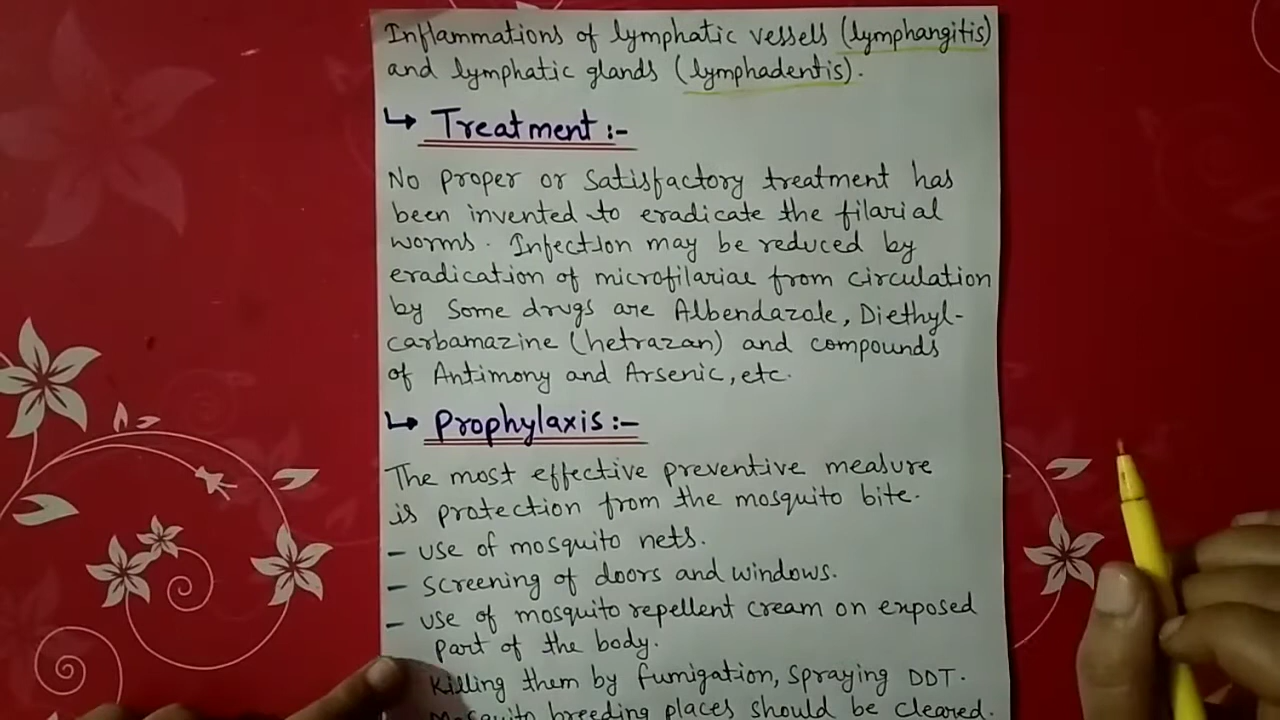 Inflammations of lymphatic vessels (lymphangitis)
and lymphatic glands (lymphadentis).
↳ Treatment :-
No proper or satisfactory treatment has
been invented to eradicate the filarial
worms. Infection may be reduced by
eradication of microfilariae from circulation
by some drugs are Albendazole, Diethyl-
carbamazine (hetrazan) and compounds
of Antimony and Arsenic, etc.
↳ Prophylaxis :-
The most effective preventive measure
is protection from the mosquito bite.
- Use of mosquito nets.
- Screening of doors and windows.
- Use of mosquito repellent cream on exposed
part of the body.
Killing them by fumigation, spraying DDT.
Mosquito breeding places should be cleared.